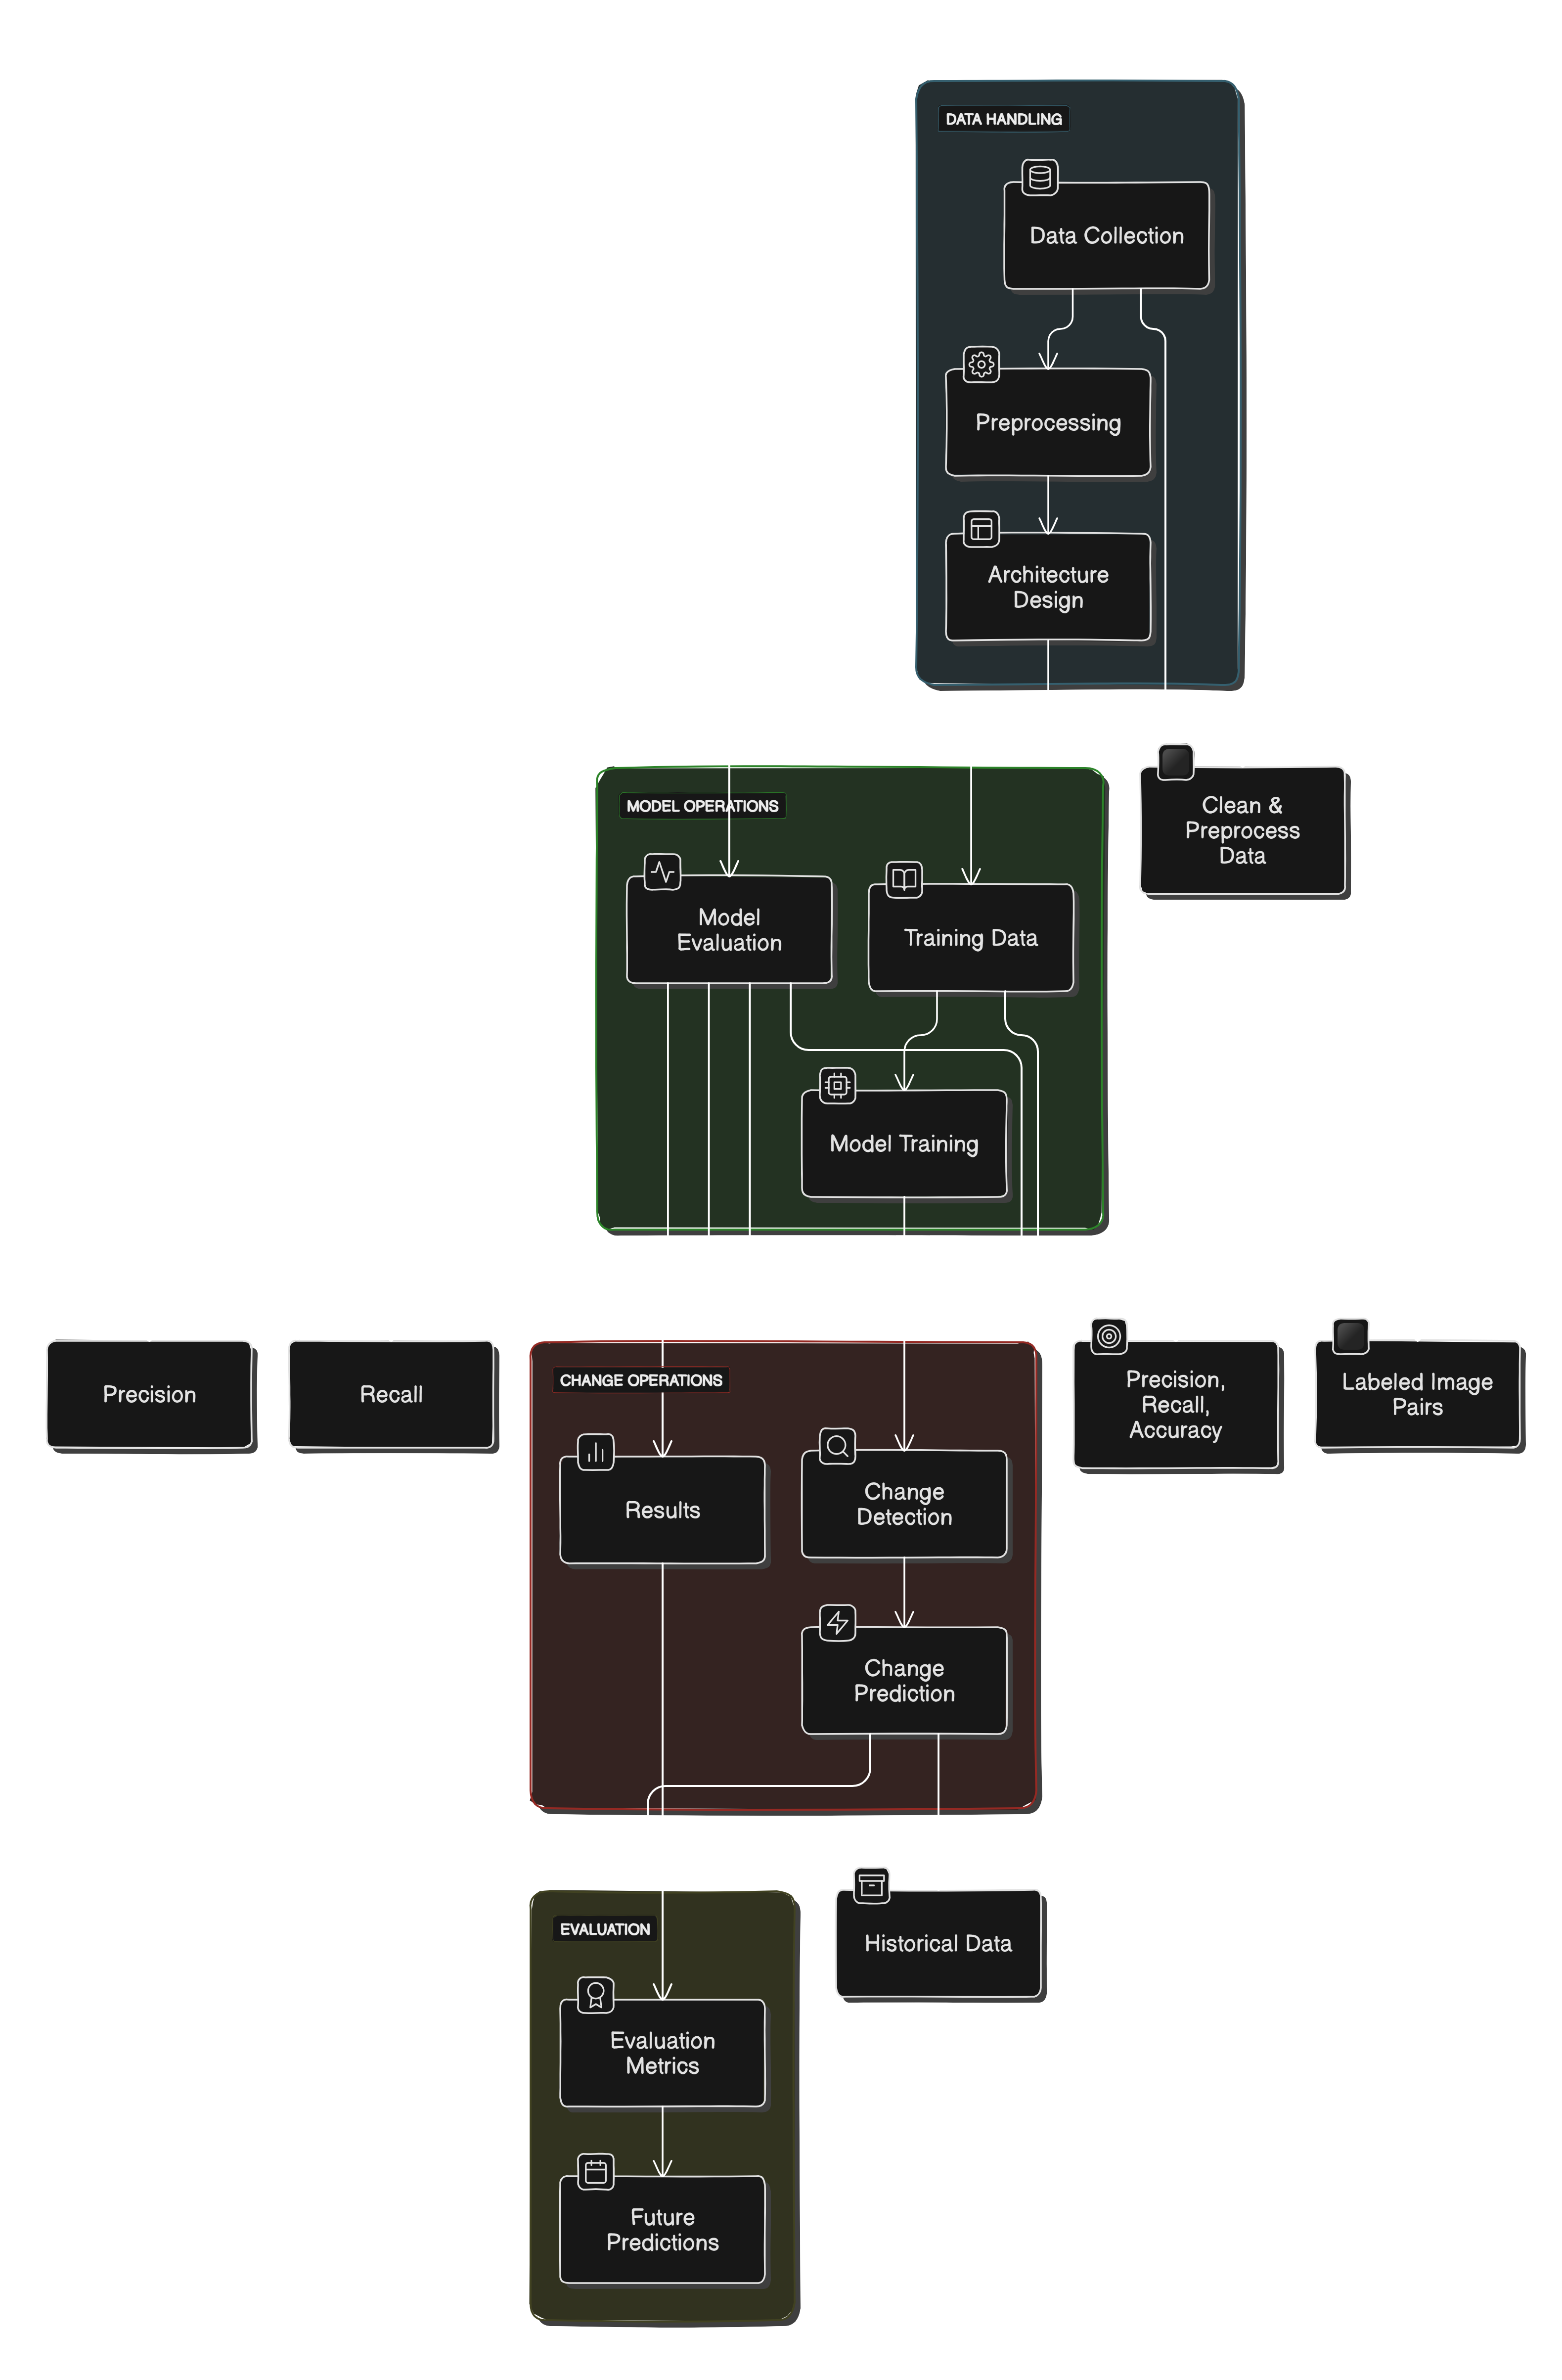 DATA HANDLING
Data Collection
Preprocessing
Architecture
Design
MODEL OPERATIONS
Clean &
Preprocess
Data
Model
Evaluation
Training Data
Model Training
Precision
Recall
CHANGE OPERATIONS
Precision,
Recall,
Accuracy
Labeled Image
Pairs
Results
Change
Detection
Change
Prediction
EVALUATION
Historical Data
Evaluation
Metrics
Future
Predictions